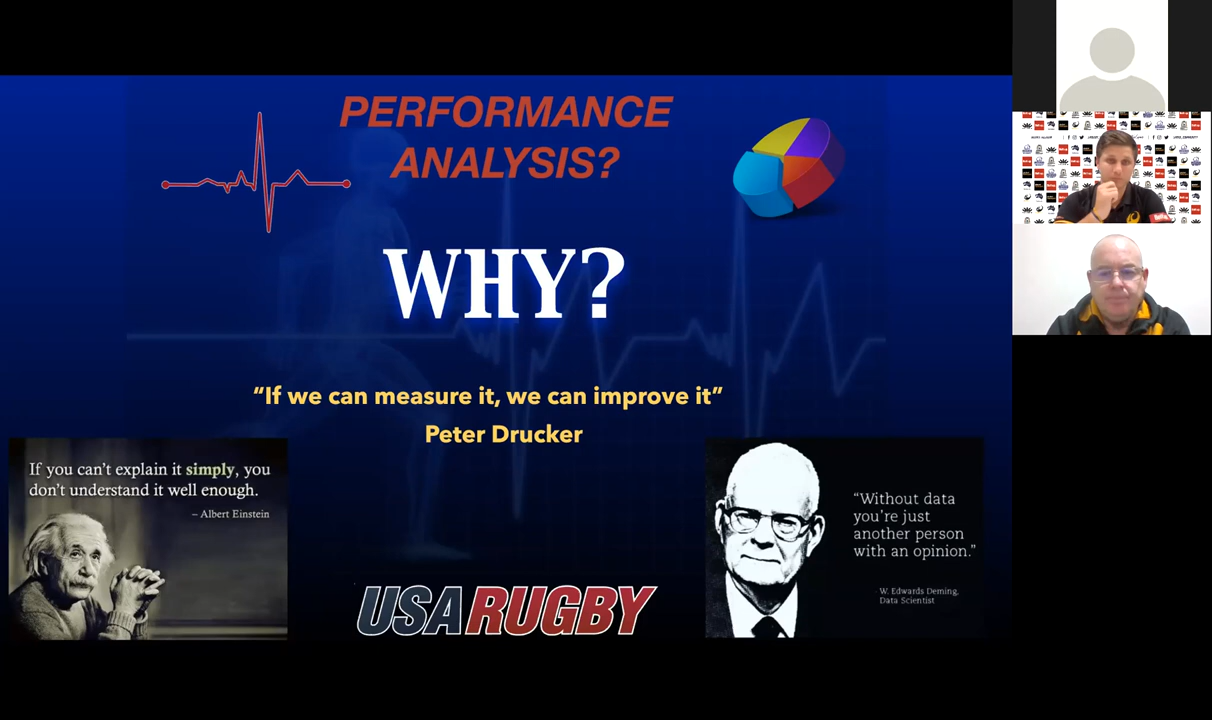 PERFORMANCE
ANALYSIS?
WHY?
“If we can measure it, we can improve it”
Peter Drucker
If you can’t explain it simply, you
don’t understand it well enough.
– Albert Einstein
“Without data
you’re just
another person
with an opinion.”
- W. Edwards Deming,
Data Scientist
USA RUGBY